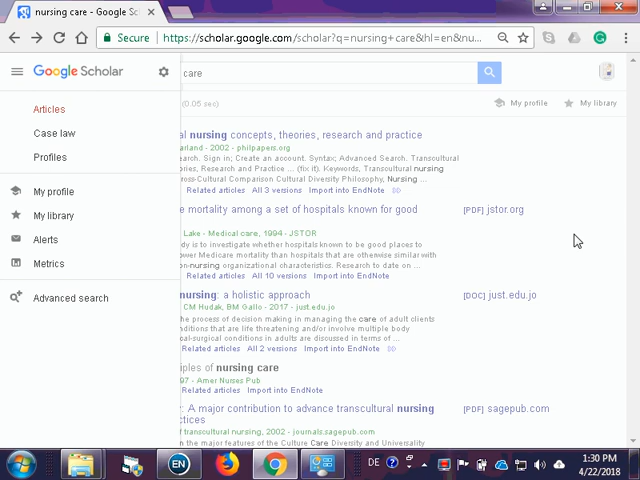 nursing care - Google Sch
Secure https://scholar.google.com/scholar?q=nursing+care&hl=en&nu...
Google Scholar
care
Articles
(0.05 sec)
My profile
My library
Case law
Profiles
My profile
My library
Alerts
Metrics
Advanced search
al nursing concepts, theories, research and practice
arland - 2002 - philpapers.org
earch. Sign in; Create an account. Syntax; Advanced Search. Transcultural
ories, Research and Practice ... (fix it). Keywords, Transcultural nursing
ross-Cultural Comparison Cultural Diversity Philosophy, Nursing ...
Related articles All 3 versions Import into EndNote
e mortality among a set of hospitals known for good
[PDF] jstor.org
Lake - Medical care, 1994 - JSTOR
dy is to investigate whether hospitals known to be good places to
ower Medicare mortality than hospitals that are otherwise similar with
on-nursing organizational characteristics. Research to date on ...
Related articles All 10 versions Import into EndNote
nursing: a holistic approach
[DOC] just.edu.jo
CM Hudak, BM Gallo - 2017 - just.edu.jo
the process of decision making in managing the care of adult clients
onditions that are life threatening and/or involve multiple body
al-surgical conditions in adults are discussed in terms of ...
Related articles All 2 versions Import into EndNote
iples of nursing care
97 - Amer Nurses Pub
Related articles Import into EndNote
y: A major contribution to advance transcultural nursing
ctices
[PDF] sagepub.com
f transcultural nursing, 2002 - journals.sagepub.com
n the major features of the Culture Care Diversity and Universality
EN
DE
1:30 PM
4/22/2018